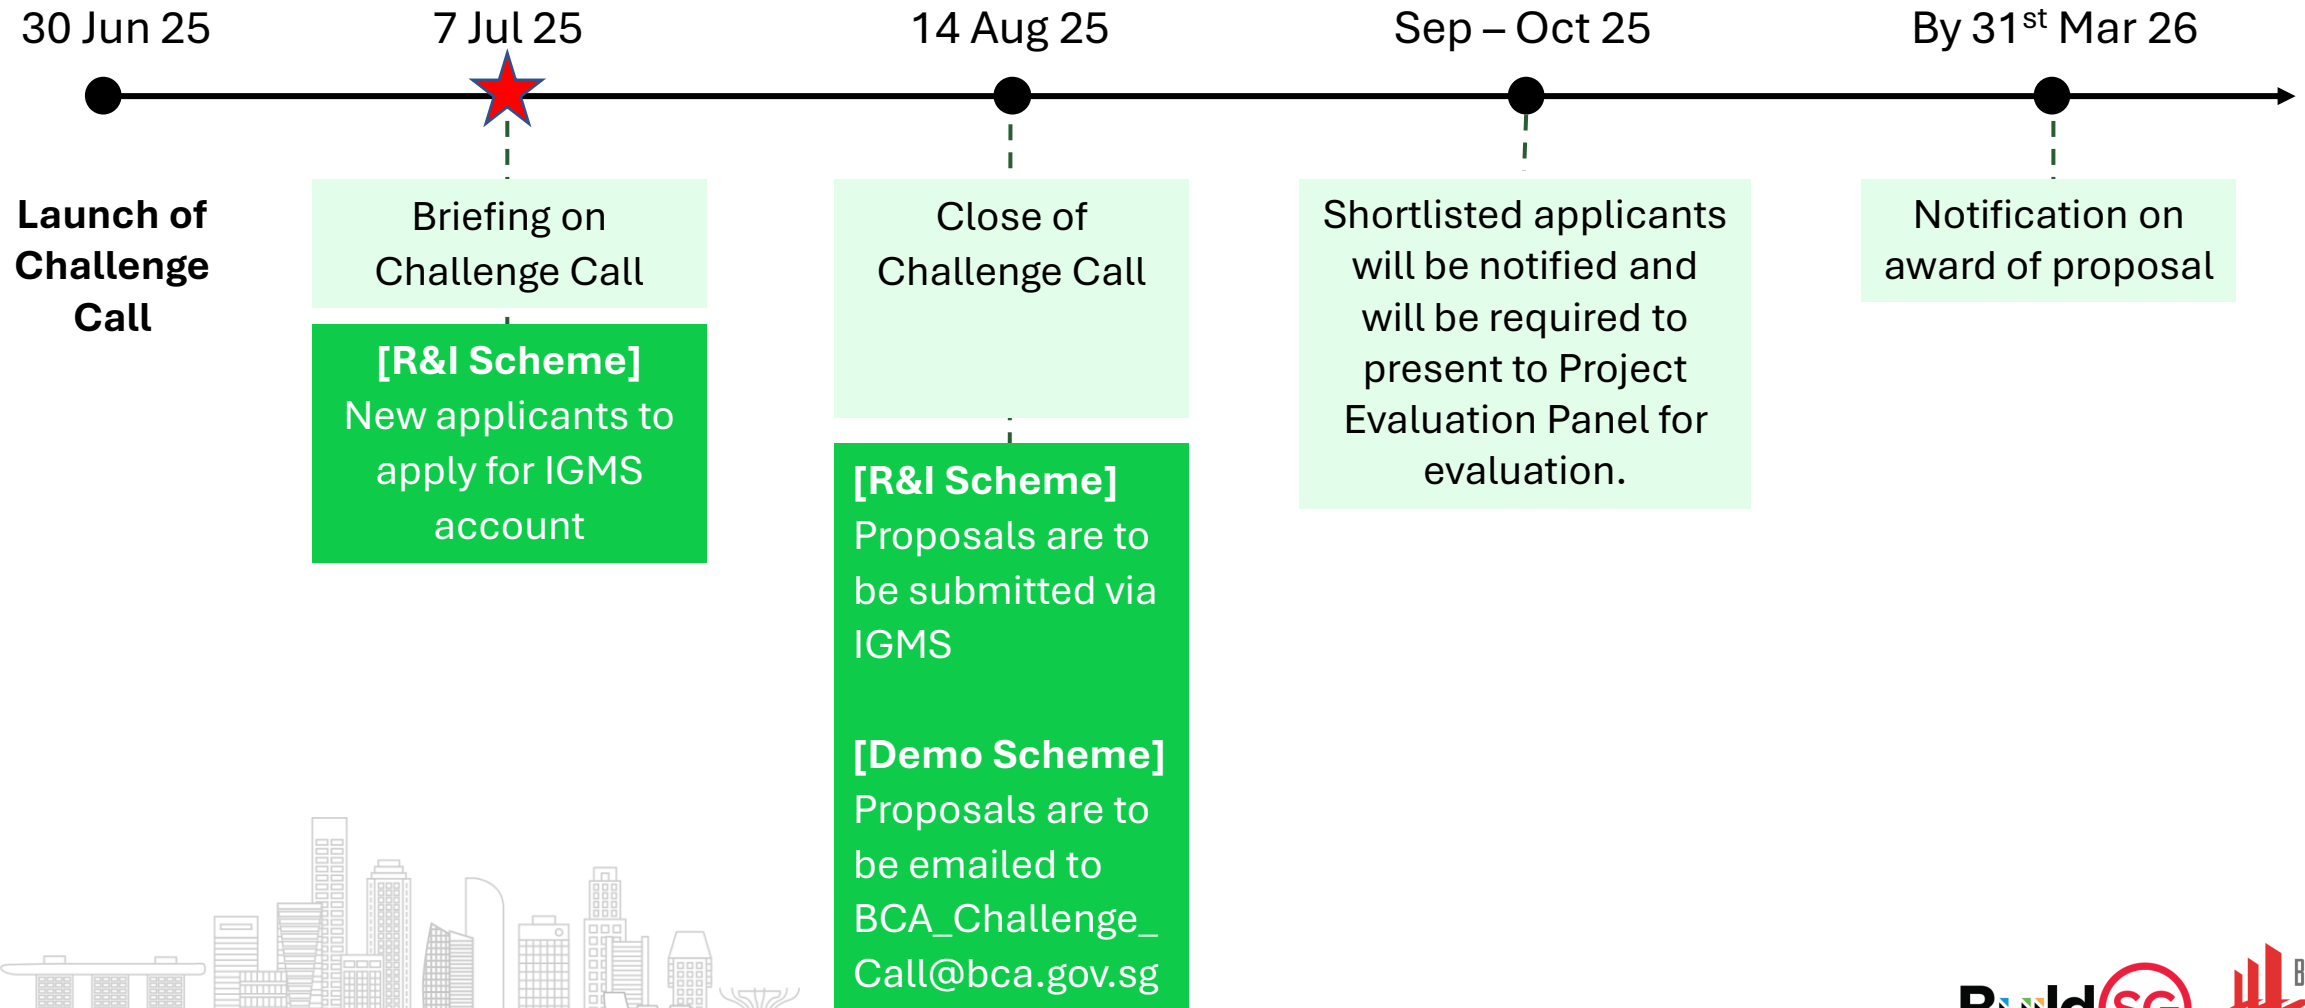 30 Jun 25
7 Jul 25
14 Aug 25
Sep – Oct 25
By 31st Mar 26
Launch of
Challenge
Call
Briefing on
Challenge Call
[R&I Scheme]
New applicants to
apply for IGMS
account
Close of
Challenge Call
[R&I Scheme]
Proposals are to
be submitted via
IGMS
[Demo Scheme]
Proposals are to
be emailed to
BCA_Challenge_
Call@bca.gov.sg
Shortlisted applicants
will be notified and
will be required to
present to Project
Evaluation Panel for
evaluation.
Notification on
award of proposal
Build SG
B